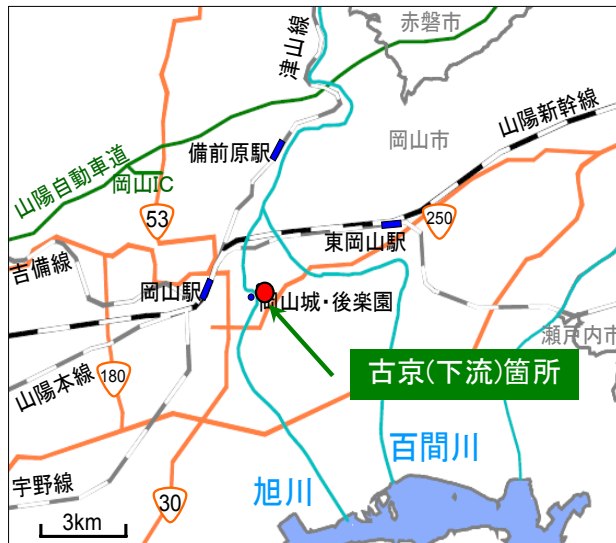 赤磐市
津山線
山陽新幹線
備前原駅
岡山市
山陽自動車道
岡山IC
53
250
東岡山駅
吉備線
岡山駅
岡山城・後楽園
瀬戸内市
山陽本線
180
古京(下流)箇所
百間川
宇野線
旭川
30
3km